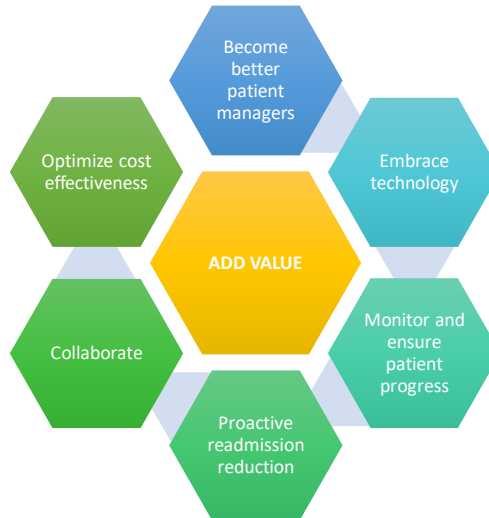 Become
better
patient
managers
Embrace
technology
Monitor and
ensure
patient
progress
Proactive
readmission
reduction
Collaborate
Optimize cost
effectiveness
ADD VALUE